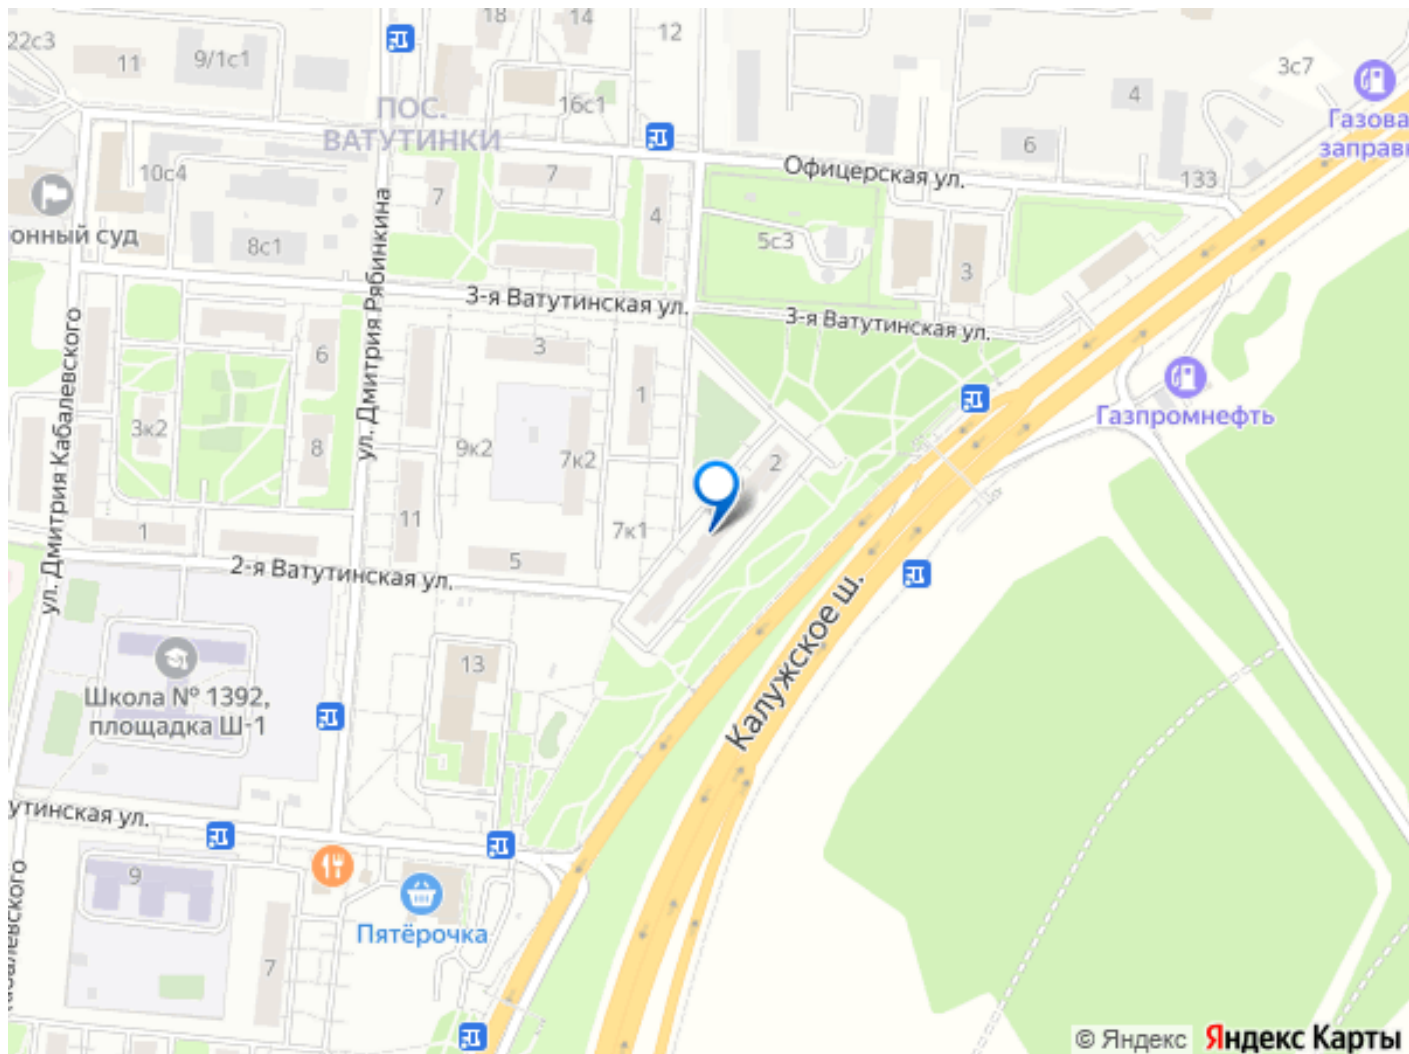 18
14
12
22с3
11
9/1с1
3с7
4
16с1
ПОС.
ВАТУТИНКИ
Газова
заправ
6
Офицерская ул.
133
10с4
7
7
4
онный суд
8с1
5с3
3
ул. Дмитрия Рябинкина
3-я Ватутинская ул.
3-я Ватутинская ул.
ул. Дмитрия Кабалевского
6
3
1
Газпромнефть
3к2
8
9к2
7к2
2
11
7к1
1
5
2-я Ватутинская ул.
Калужское ш.
13
Школа № 1392,
площадка Ш-1
утинская ул.
9
Пятёрочка
7
© Яндекс
Яндекс Карты